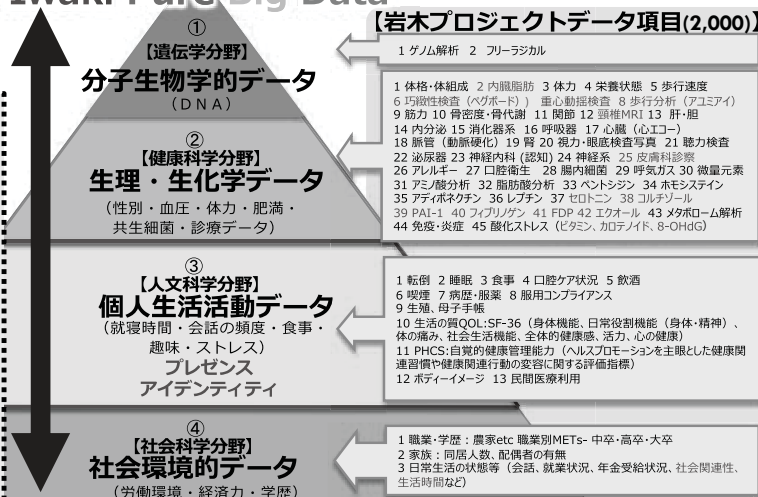 Iwaki Pure Big Data
【岩木プロジェクトデータ項目(2,000)】
①
【遺伝学分野】
分子生物学的データ
（DNA）
1 ゲノム解析 2 フリーラジカル
②
【健康科学分野】
生理・生化学データ
（性別・血圧・体力・肥満・
共生細菌・診療データ）
1 体格・体組成 2 内臓脂肪 3 体力 4 栄養状態 5 歩行速度
6 巧緻性検査（ペグボード）) 重心動揺検査 8 歩行分析（アユミアイ）
9 筋力 10 骨密度・骨代謝 11 関節 12 頸椎MRI 13 肝・胆
14 内分泌 15 消化器系 16 呼吸器 17 心臓（心エコー）
18 脈管（動脈硬化）19 腎 20 視力・眼底検査写真 21 聴力検査
22 泌尿器 23 神経内科 (認知) 24 神経系 25 皮膚科診察
26 アレルギー 27 口腔衛生 28 腸内細菌 29 呼気ガス 30 微量元素
31 アミノ酸分析 32 脂肪酸分析 33 ペントシジン 34 ホモシステイン
35 アディポネクチン 36 レプチン 37 セロトニン 38 コルチゾール
39 PAI-1 40 フィブリノゲン 41 FDP 42 エクオール 43 メタボローム解析
44 免疫・炎症 45 酸化ストレス（ビタミン、カロテノイド、8-OHdG）
③
【人文科学分野】
個人生活活動データ
（就寝時間・会話の頻度・食事・
趣味・ストレス）
プレゼンス
アイデンティティ
1 転倒 2 睡眠 3 食事 4 口腔ケア状況 5 飲酒
6 喫煙 7 病歴・服薬 8 服用コンプライアンス
9 生殖、母子手帳
10 生活の質QOL:SF-36（身体機能、日常役割機能（身体・精神）、
体の痛み、社会生活機能、全体的健康感、活力、心の健康）
11 PHCS:自覚的健康管理能力（ヘルスプロモーションを主眼とした健康関
連習慣や健康関連行動の変容に関する評価指標）
12 ボディーイメージ 13 民間医療利用
④
【社会科学分野】
社会環境的データ
（労働環境・経済力・学歴）
1 職業・学歴：農家etc 職業別METs- 中卒・高卒・大卒
2 家族：同居人数、配偶者の有無
3 日常生活の状態等（会話、就業状況、年金受給状況、社会関連性、
生活時間など）